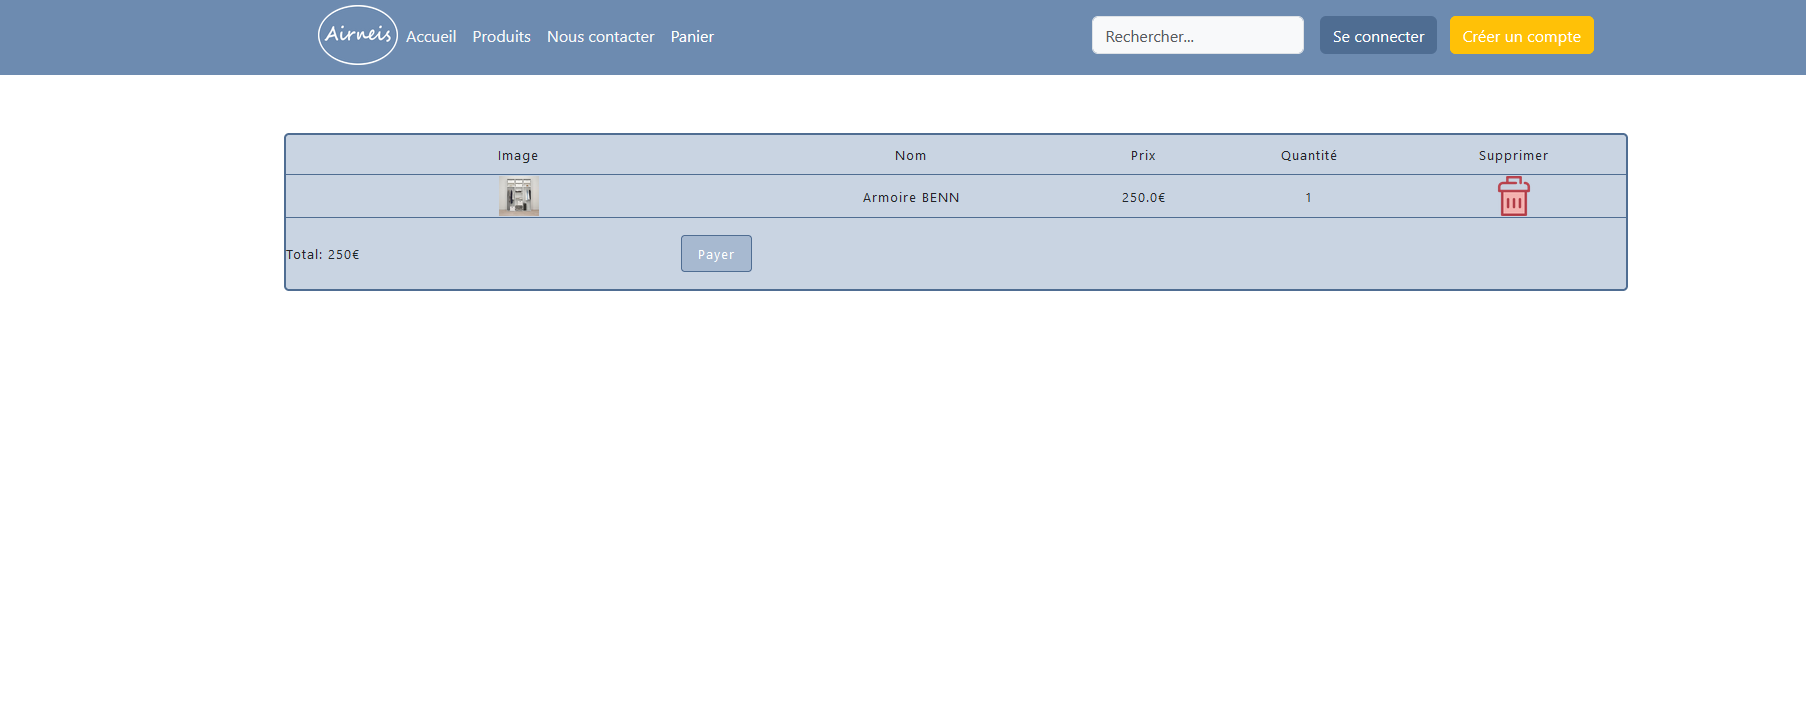 Airneis Accueil Produits Nous contacter Panier Rechercher... Se connecter Créer un compte
Image Nom Prix Quantité Supprimer
Armoire BENN 250.0€ 1
Total: 250€ Payer